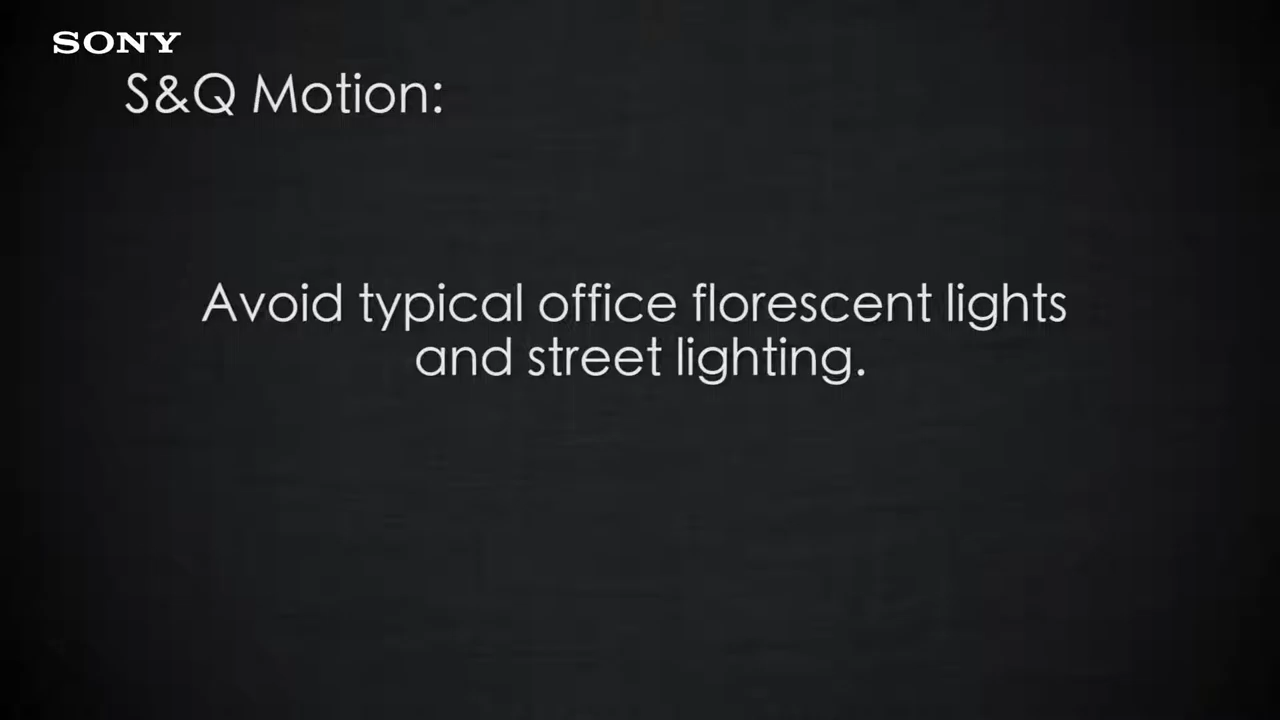 SONY
S&Q Motion:
Avoid typical office florescent lights
and street lighting.